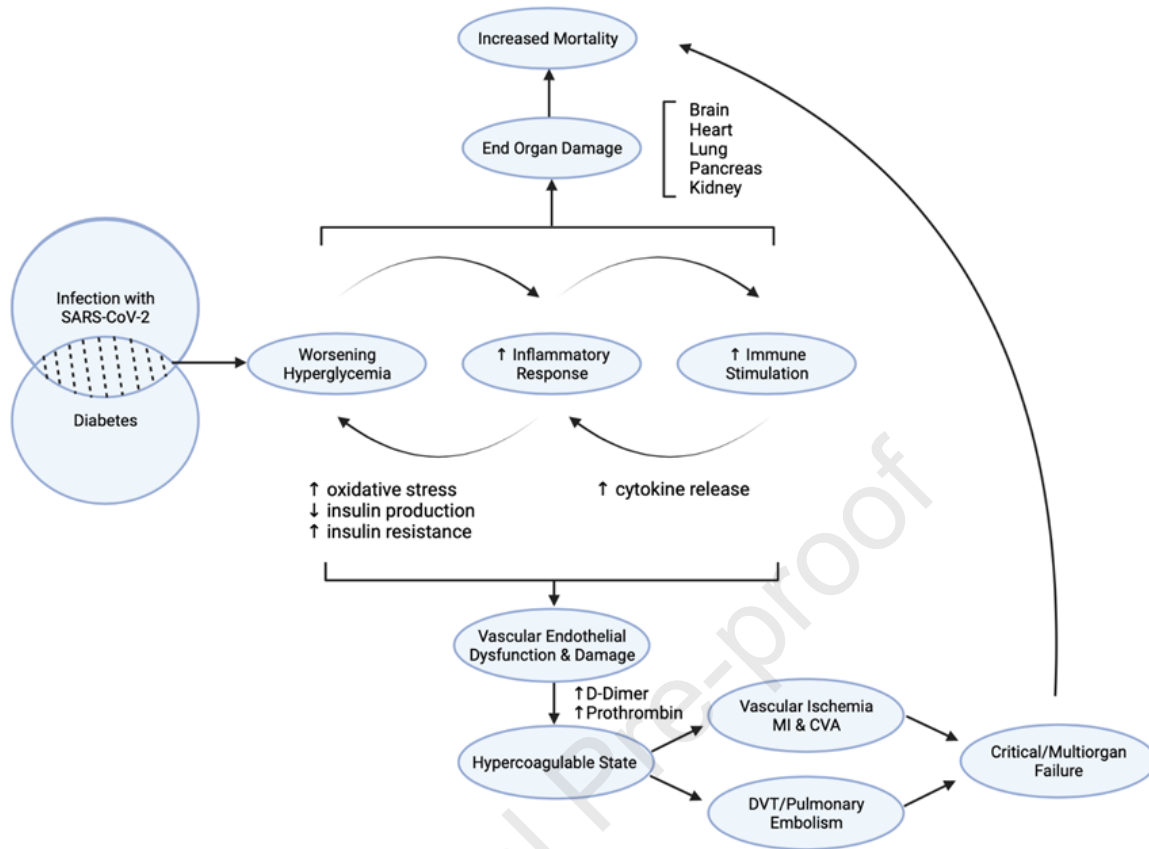 Increased Mortality
End Organ Damage
Brain
Heart
Lung
Pancreas
Kidney
Infection with
SARS-CoV-2
Diabetes
Worsening
Hyperglycemia
↑ Inflammatory
Response
↑ Immune
Stimulation
↑ oxidative stress
↓ insulin production
↑ insulin resistance
↑ cytokine release
Vascular Endothelial
Dysfunction & Damage
↑D-Dimer
↑Prothrombin
Hypercoagulable State
Vascular Ischemia
MI & CVA
DVT/Pulmonary
Embolism
Critical/Multiorgan
Failure
Pre-proof